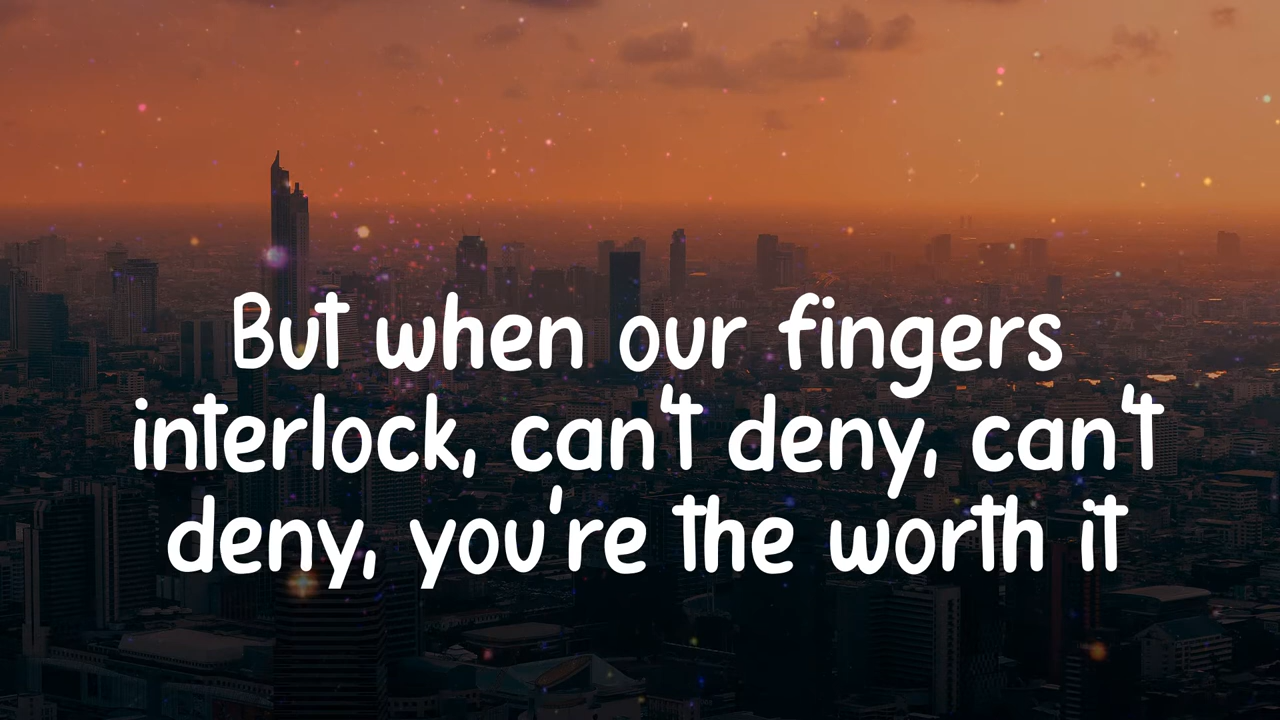 But when our fingers
interlock, can't deny, can't
deny, you're the worth it